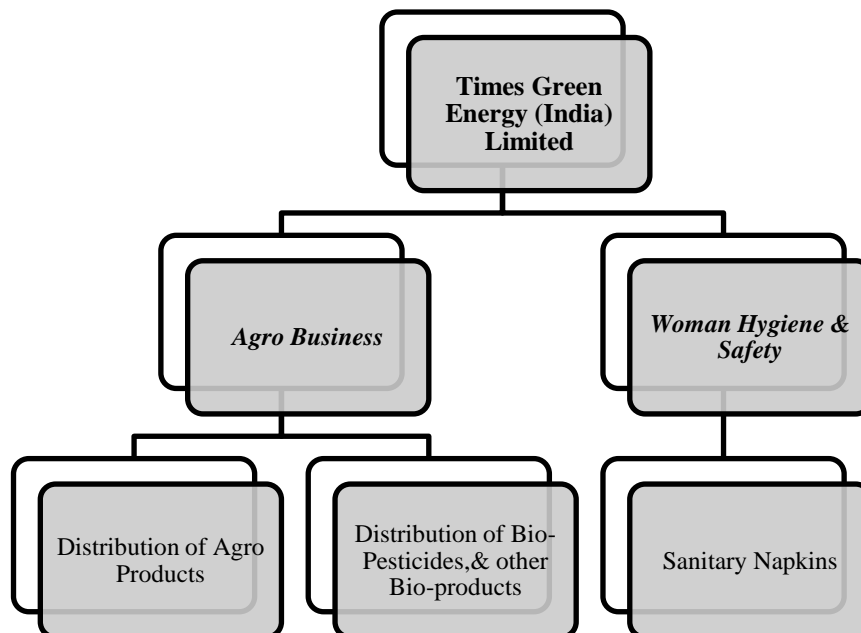 Times Green
Energy (India)
Limited
Agro Business
Woman Hygiene &
Safety
Distribution of Agro
Products
Distribution of Bio-
Pesticides,& other
Bio-products
Sanitary Napkins